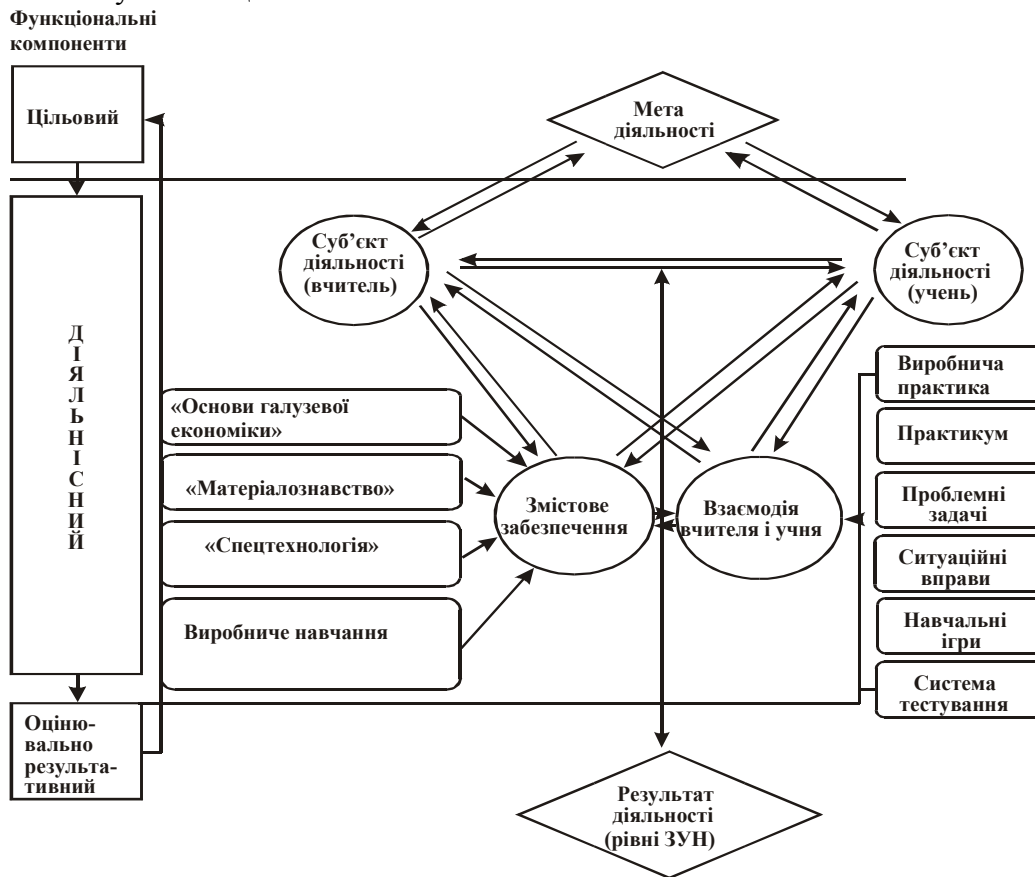 Функціональні
компоненти
Цільовий
Мета
діяльності
Суб’єкт
діяльності
(вчитель)
Суб’єкт
діяльності
(учень)
Д
І
Я
Л
Ь
Н
І
С
Н
И
Й
«Основи галузевої
економіки»
«Матеріалознавство»
«Спецтехнологія»
Виробниче навчання
Змістове
забезпечення
Взаємодія
вчителя і учня
Виробнича
практика
Практикум
Проблемні
задачі
Ситуаційні
вправи
Навчальні
ігри
Система
тестування
Оціню-
вально
результа-
тивний
Результат
діяльності
(рівні ЗУН)